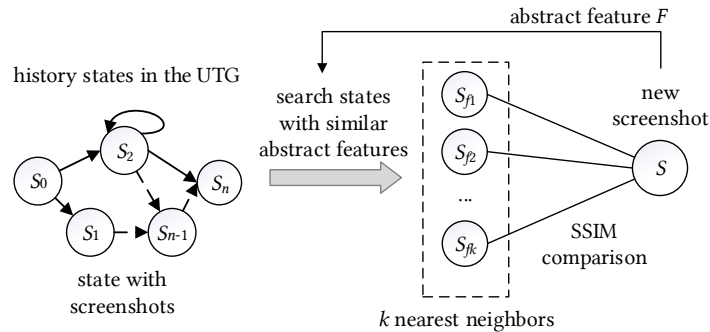 abstract feature F
history states in the UTG
search states
with similar
abstract features
new
screenshot
S0
S1
S2
Sn-1
Sn
Sf1
Sf2
...
Sfk
S
SSIM
comparison
state with
screenshots
k nearest neighbors